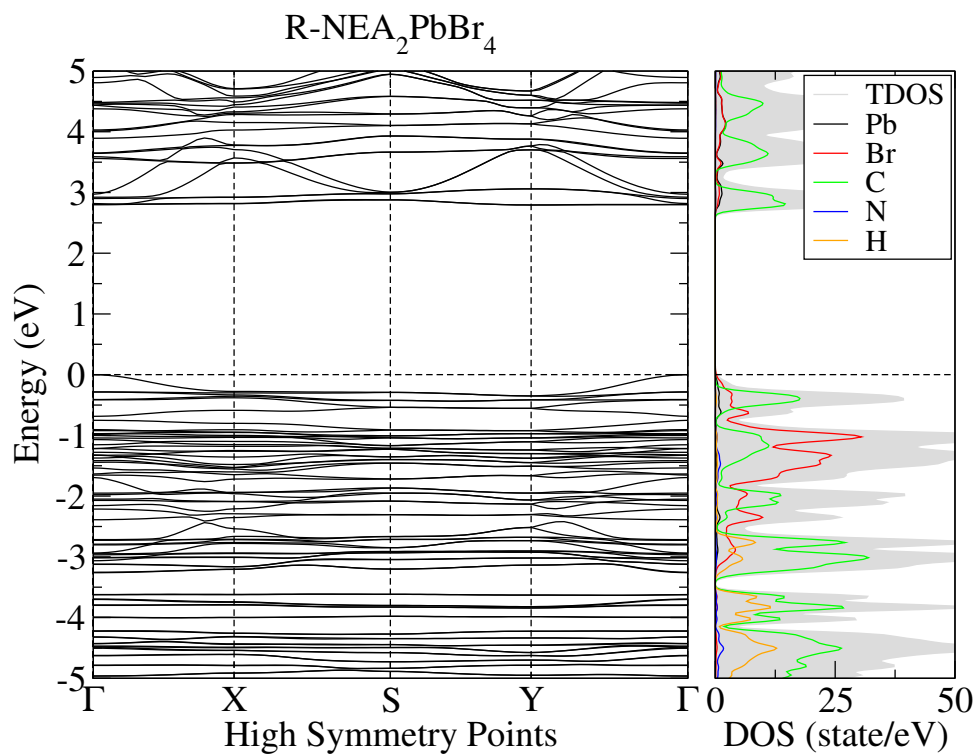 R-NEA₂PbBr₄
Energy (eV)
5
4
3
2
1
0
-1
-2
-3
-4
-5
Γ X S Y Γ
High Symmetry Points
TDOS
Pb
Br
C
N
H
0 25 50
DOS (state/eV)